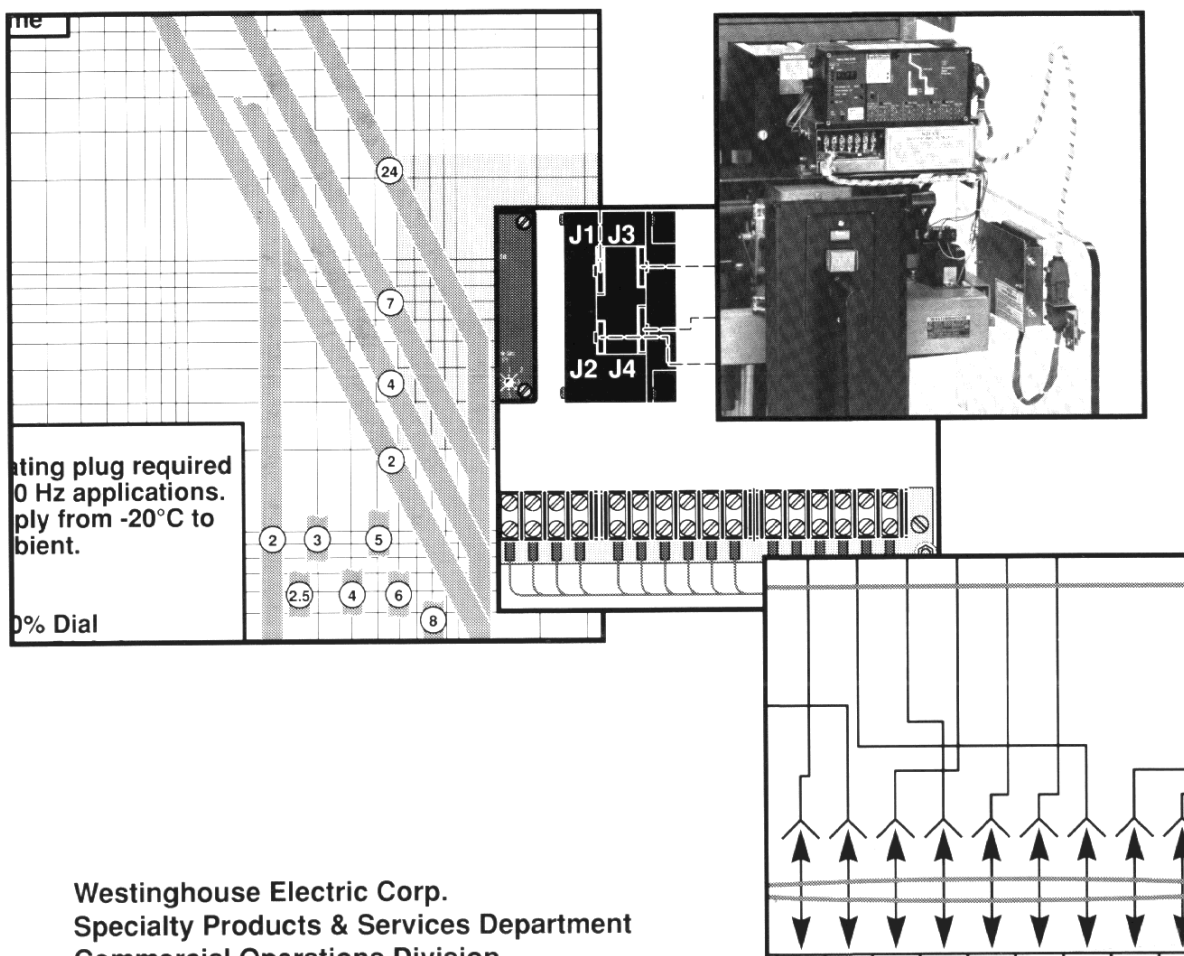 me
24
7
4
2
2
3
5
2.5
4
6
8
ating plug required
0 Hz applications.
ply from -20°C to
bient.
0% Dial
J1 J3
J2 J4
Westinghouse Electric Corp.
Specialty Products & Services Department
Commercial Operations Division